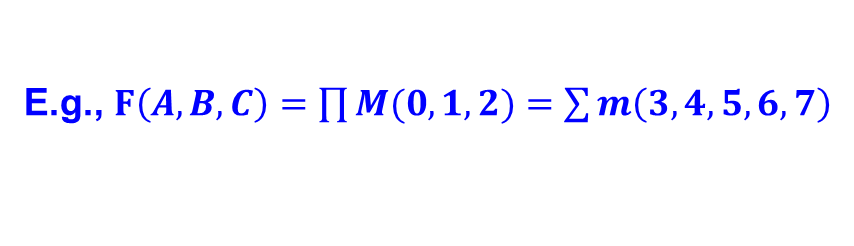 E.g., F(A, B, C) = ∏ M(0, 1, 2) = ∑ m(3, 4, 5, 6, 7)